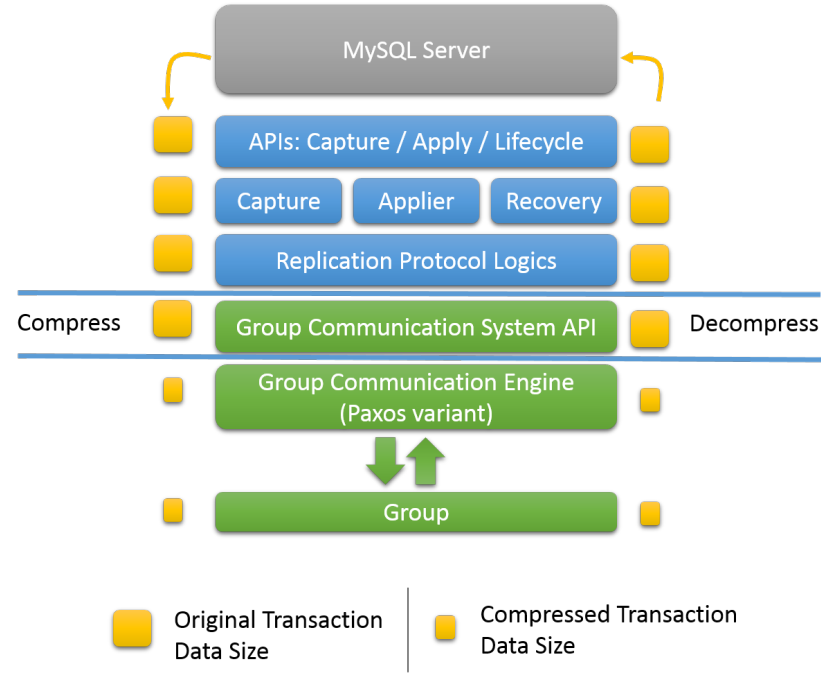 MySQL Server
APIs: Capture / Apply / Lifecycle
Capture
Applier
Recovery
Replication Protocol Logics
Compress
Group Communication System API
Decompress
Group Communication Engine
(Paxos variant)
Group
Original Transaction
Data Size
Compressed Transaction
Data Size